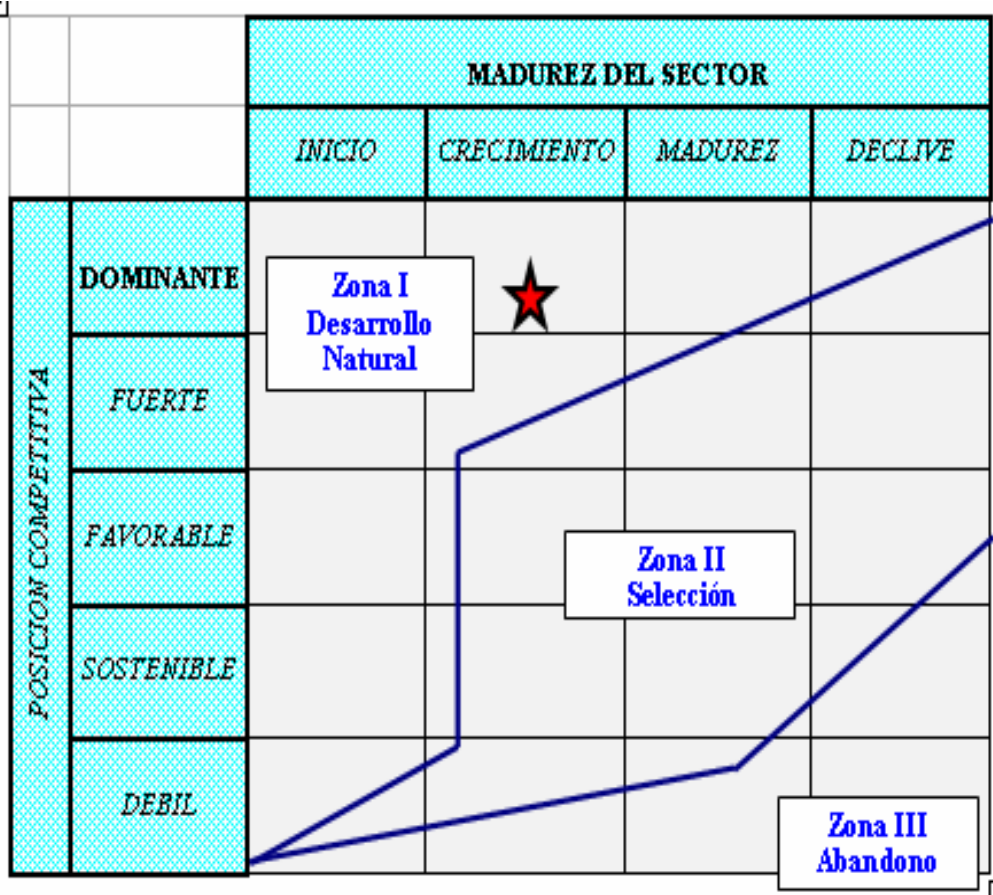 MADUREZ DEL SECTOR
INICIO
CRECIMIENTO
MADUREZ
DECLIVE
POSICION COMPETITIVA
DOMINANTE
Zona I
Desarrollo
Natural
FUERTE
FAVORABLE
Zona II
Selección
SOSTENIBLE
DEBIL
Zona III
Abandono